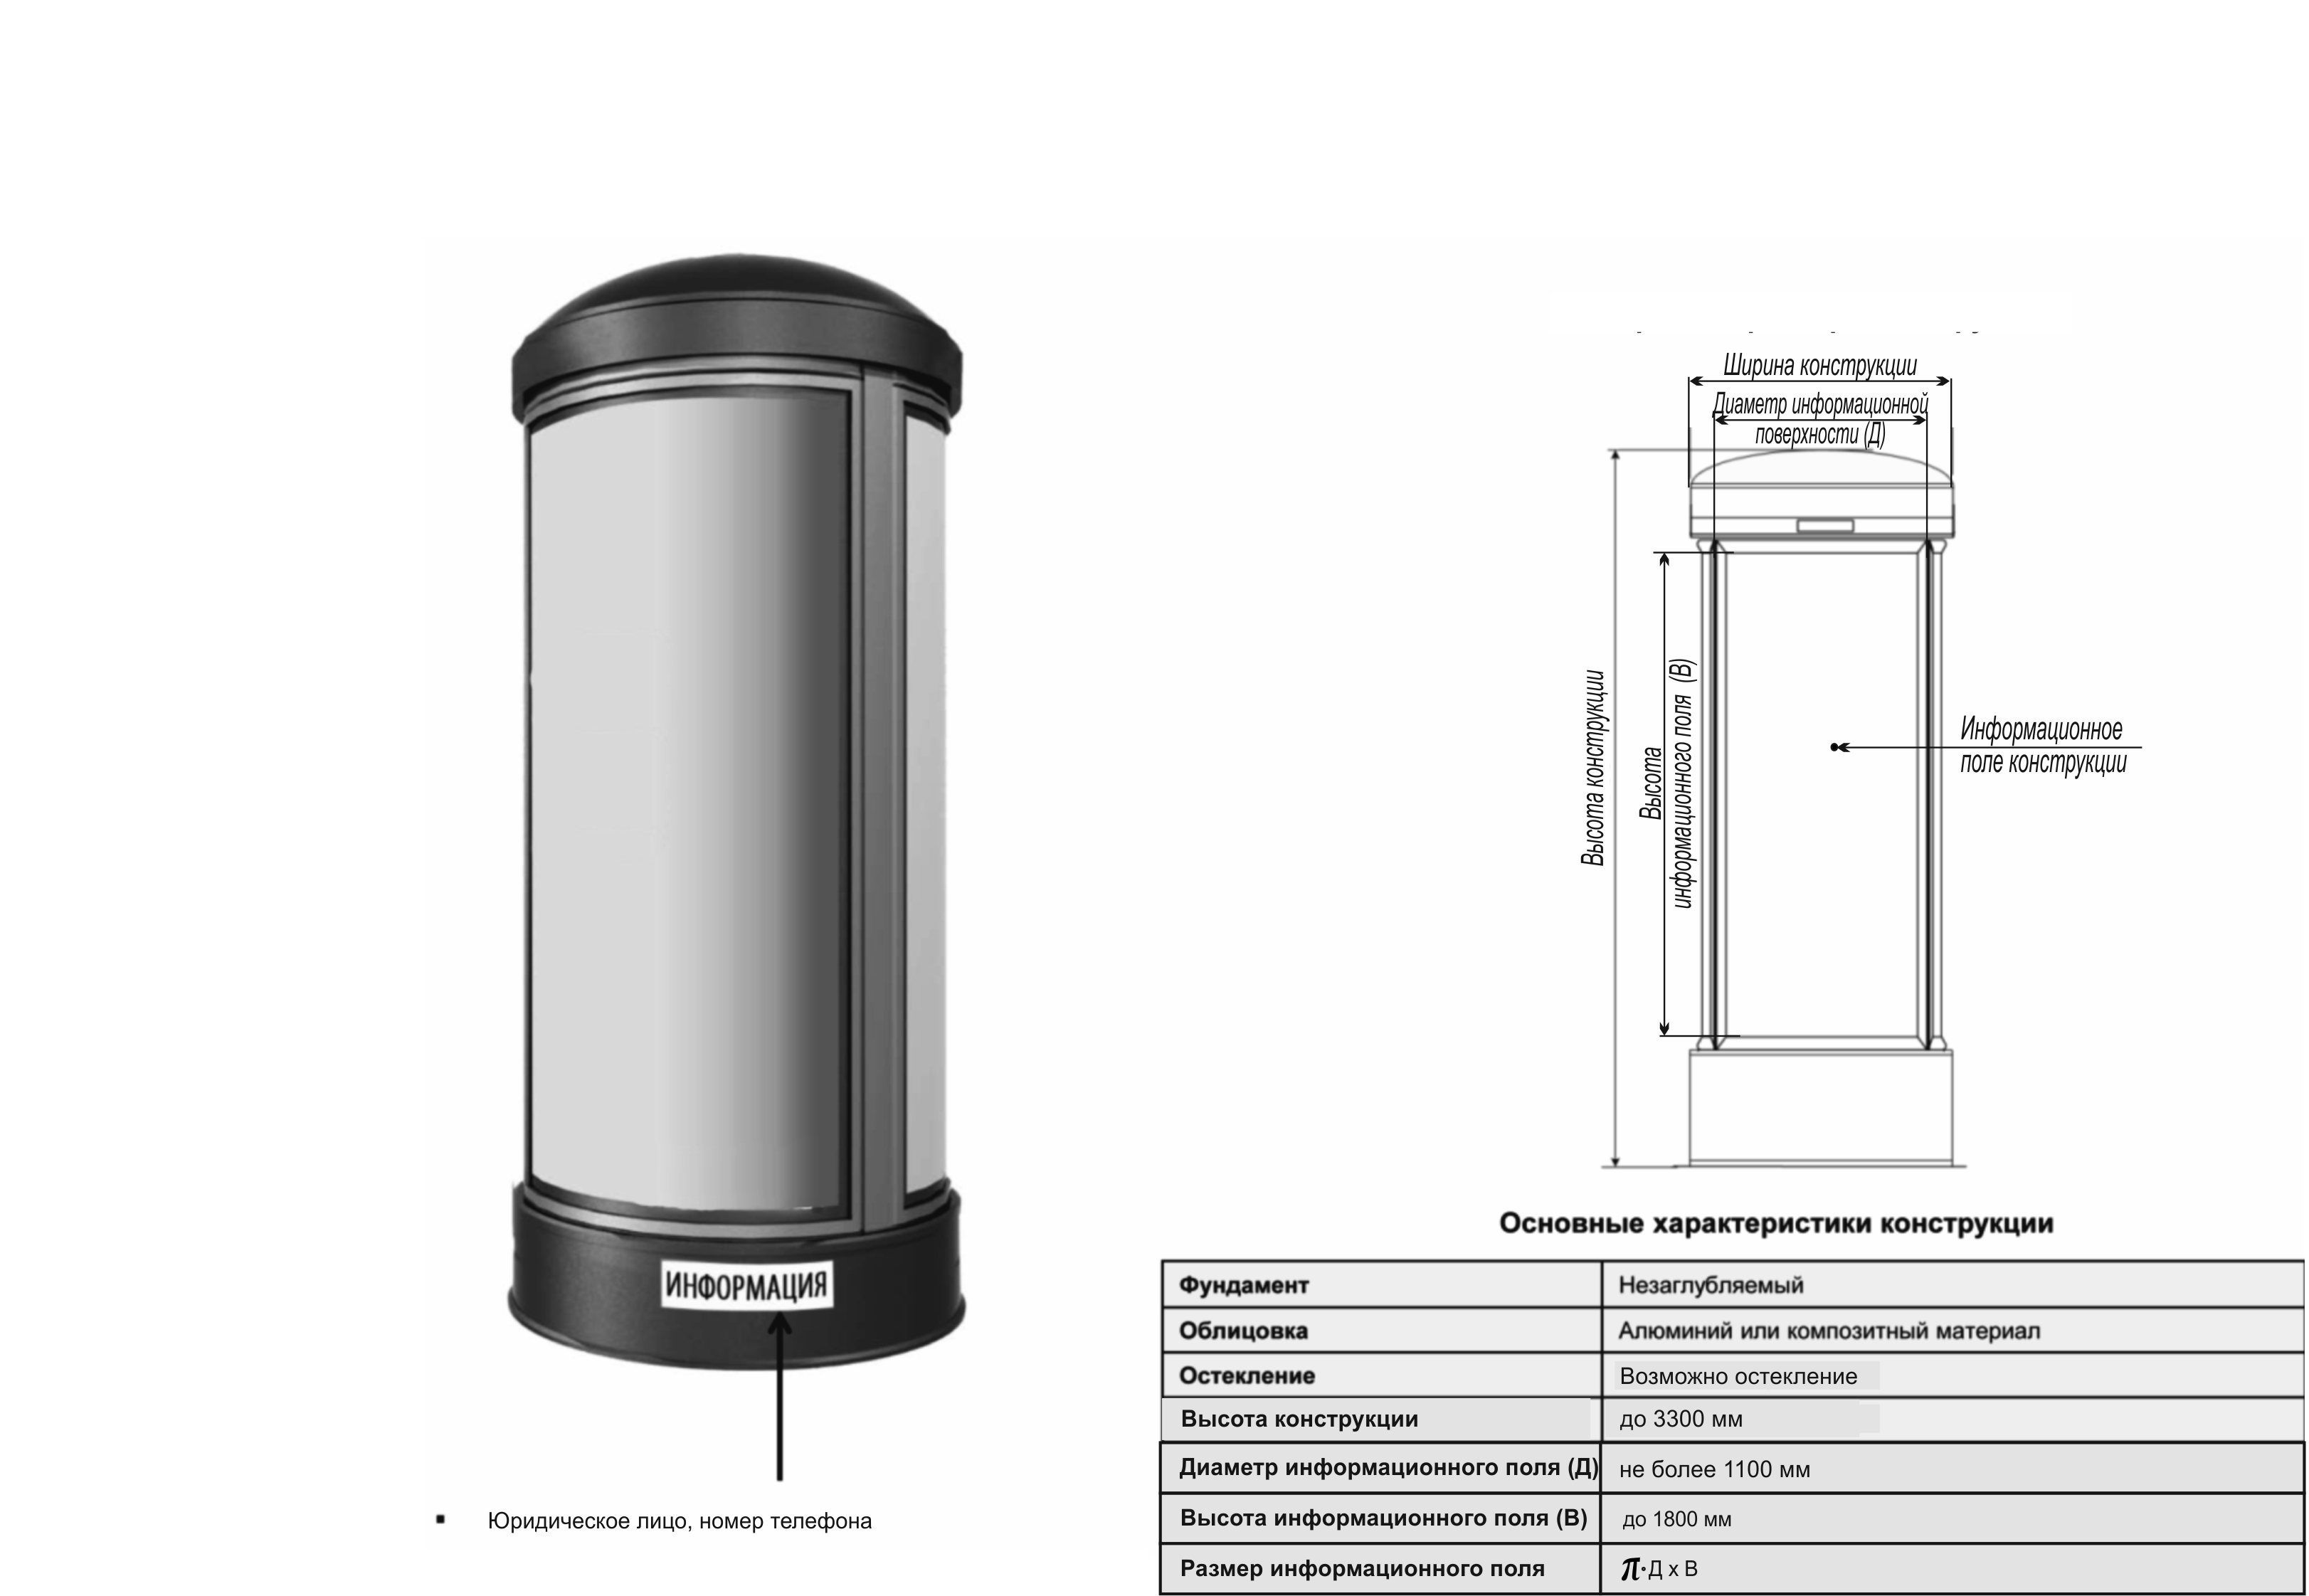 ИНФОРМАЦИЯ
Юридическое лицо, номер телефона
Ширина конструкции
Диаметр информационной
поверхности (Д)
Высота конструкции
Высота
информационного поля (В)
Информационное
поле конструкции
Основные характеристики конструкции
Фундамент Незаглубляемый
Облицовка Алюминий или композитный материал
Остекление Возможно остекление
Высота конструкции до 3300 мм
Диаметр информационного поля (Д) не более 1100 мм
Высота информационного поля (В) до 1800 мм
Размер информационного поля π·Д x В